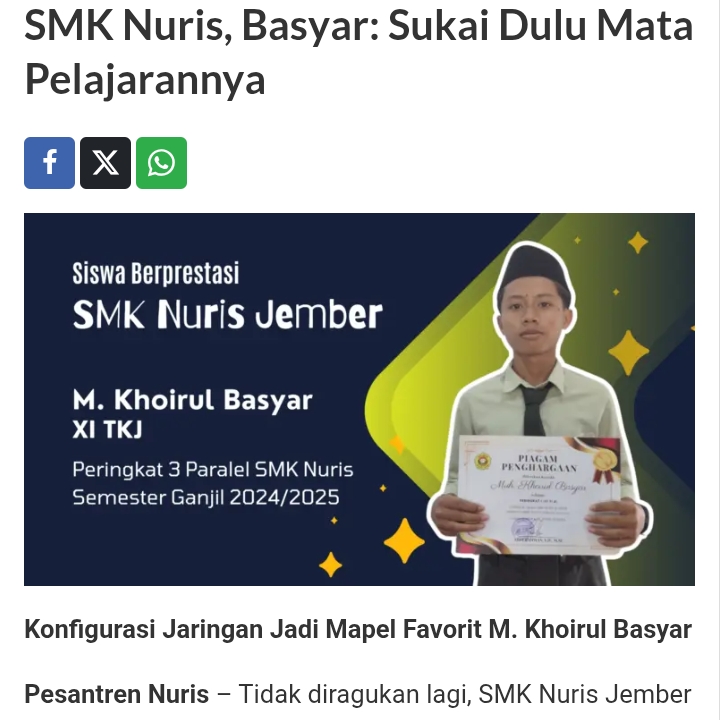 SMK Nuris, Basyar: Sukai Dulu Mata
Pelajarannya
Siswa Berprestasi
SMK Nuris Jember
M. Khoirul Basyar
XI TKJ
Peringkat 3 Paralel SMK Nuris
Semester Ganjil 2024/2025
PIAGAM
PENGHARGAAN
Moh. Khoirul Basyar
Konfigurasi Jaringan Jadi Mapel Favorit M. Khoirul Basyar
Pesantren Nuris – Tidak diragukan lagi, SMK Nuris Jember